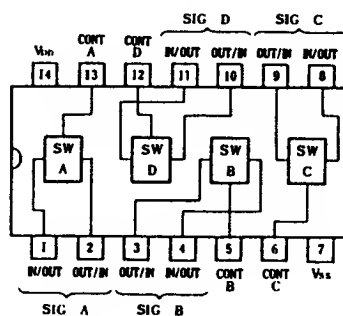 SIG D SIG C
CONT A CONT D IN/OUT OUT/IN OUT/IN IN/OUT
VDD
14 13 12 11 10 9 8
SW A SW D SW B SW C
1 2 3 4 5 6 7
IN/OUT OUT/IN OUT/IN IN/OUT CONT B CONT C VSS
SIG A SIG B